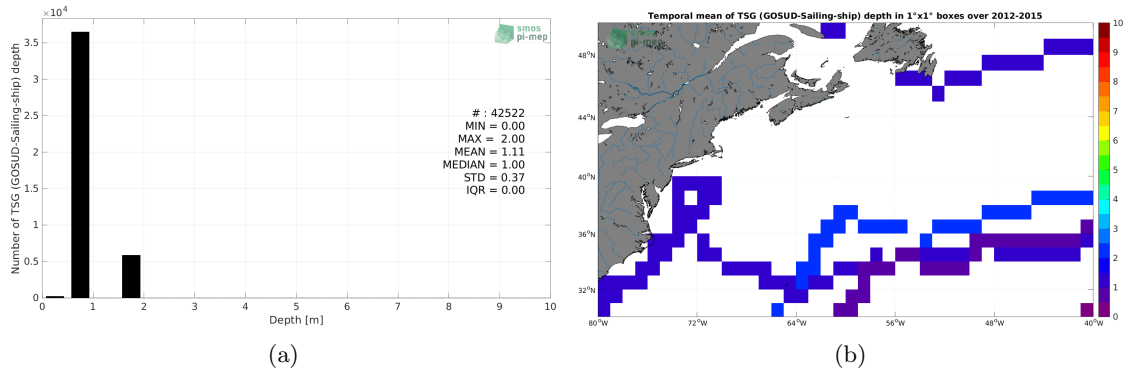 ×10⁴
Number of TSG (GOSUD-Sailing-ship) depth
3.5
3
2.5
2
1.5
1
0.5
0
0 1 2 3 4 5 6 7 8 9 10
Depth [m]
smos
pi-mep
# : 42522
MIN = 0.00
MAX = 2.00
MEAN = 1.11
MEDIAN = 1.00
STD = 0.37
IQR = 0.00
(a)
Temporal mean of TSG (GOSUD-Sailing-ship) depth in 1°x1° boxes over 2012-2015
smos
pi-mep
48°N
44°N
40°N
36°N
32°N
80°W 72°W 64°W 56°W 48°W 40°W
10
9
8
7
6
5
4
3
2
1
0
(b)